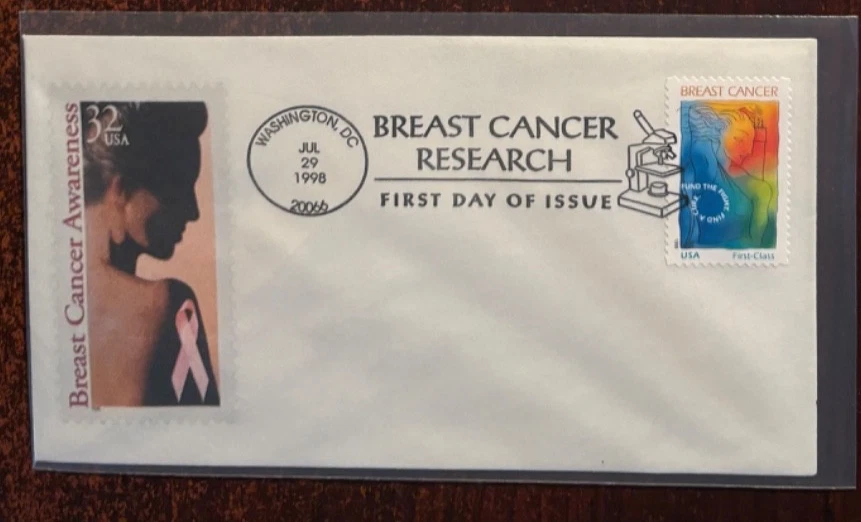 32
USA
Breast Cancer Awareness
WASHINGTON, DC
JUL
29
1998
20066
BREAST CANCER
RESEARCH
FIRST DAY OF ISSUE
BREAST CANCER
FUND THE FIGHT. FIND A CURE.
USA First-Class